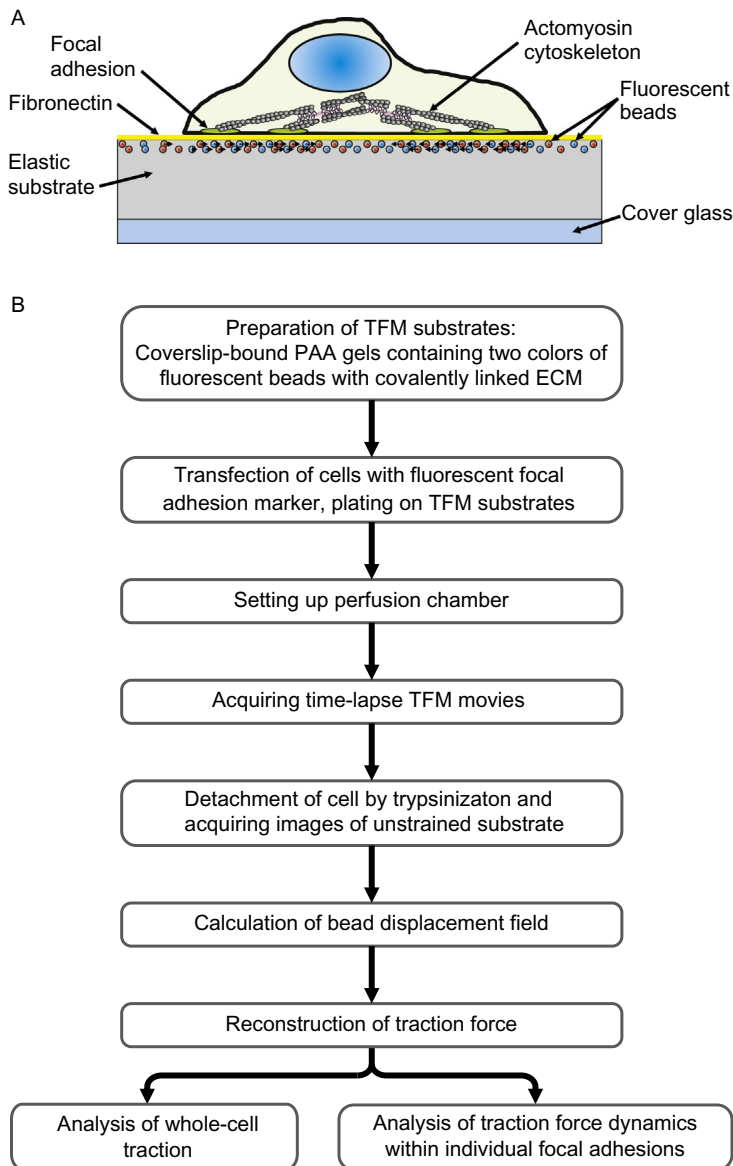 A
Focal
adhesion
Actomyosin
cytoskeleton
Fibronectin
Fluorescent
beads
Elastic
substrate
Cover glass
B
Preparation of TFM substrates:
Coverslip-bound PAA gels containing two colors of
fluorescent beads with covalently linked ECM
Transfection of cells with fluorescent focal
adhesion marker, plating on TFM substrates
Setting up perfusion chamber
Acquiring time-lapse TFM movies
Detachment of cell by trypsinizaton and
acquiring images of unstrained substrate
Calculation of bead displacement field
Reconstruction of traction force
Analysis of whole-cell
traction
Analysis of traction force dynamics
within individual focal adhesions